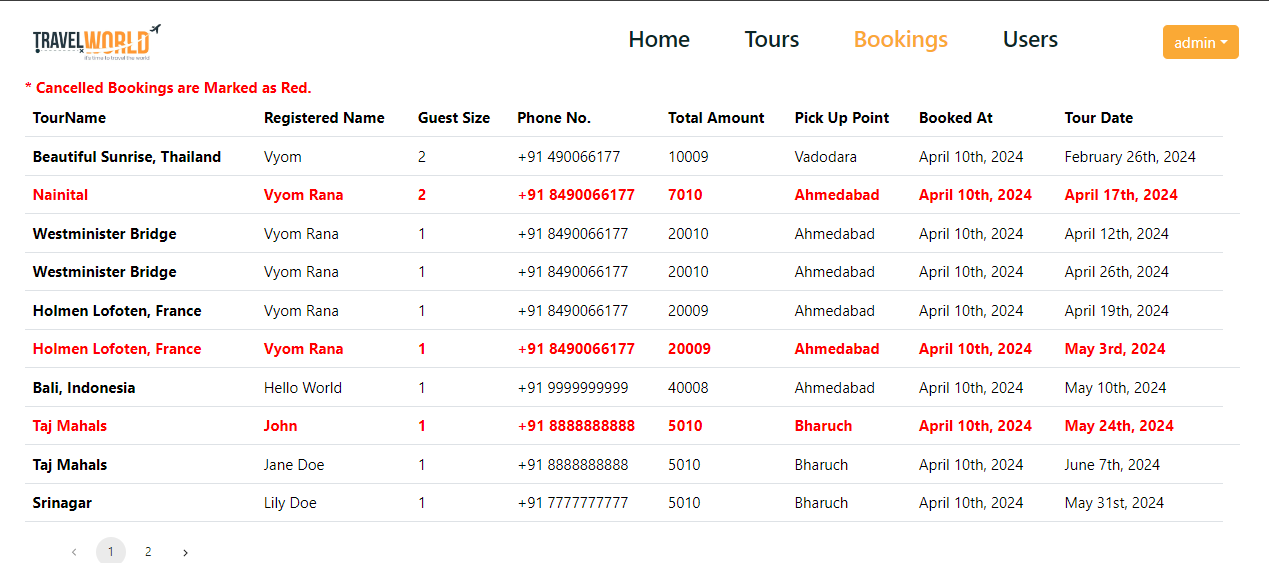 TRAVELWORLD Home Tours Bookings Users admin
it's time to travel the world
* Cancelled Bookings are Marked as Red.
TourName Registered Name Guest Size Phone No. Total Amount Pick Up Point Booked At Tour Date
Beautiful Sunrise, Thailand Vyom 2 +91 490066177 10009 Vadodara April 10th, 2024 February 26th, 2024
Nainital Vyom Rana 2 +91 8490066177 7010 Ahmedabad April 10th, 2024 April 17th, 2024
Westminister Bridge Vyom Rana 1 +91 8490066177 20010 Ahmedabad April 10th, 2024 April 12th, 2024
Westminister Bridge Vyom Rana 1 +91 8490066177 20010 Ahmedabad April 10th, 2024 April 26th, 2024
Holmen Lofoten, France Vyom Rana 1 +91 8490066177 20009 Ahmedabad April 10th, 2024 April 19th, 2024
Holmen Lofoten, France Vyom Rana 1 +91 8490066177 20009 Ahmedabad April 10th, 2024 May 3rd, 2024
Bali, Indonesia Hello World 1 +91 9999999999 40008 Ahmedabad April 10th, 2024 May 10th, 2024
Taj Mahals John 1 +91 8888888888 5010 Bharuch April 10th, 2024 May 24th, 2024
Taj Mahals Jane Doe 1 +91 8888888888 5010 Bharuch April 10th, 2024 June 7th, 2024
Srinagar Lily Doe 1 +91 7777777777 5010 Bharuch April 10th, 2024 May 31st, 2024
‹ 1 2 ›